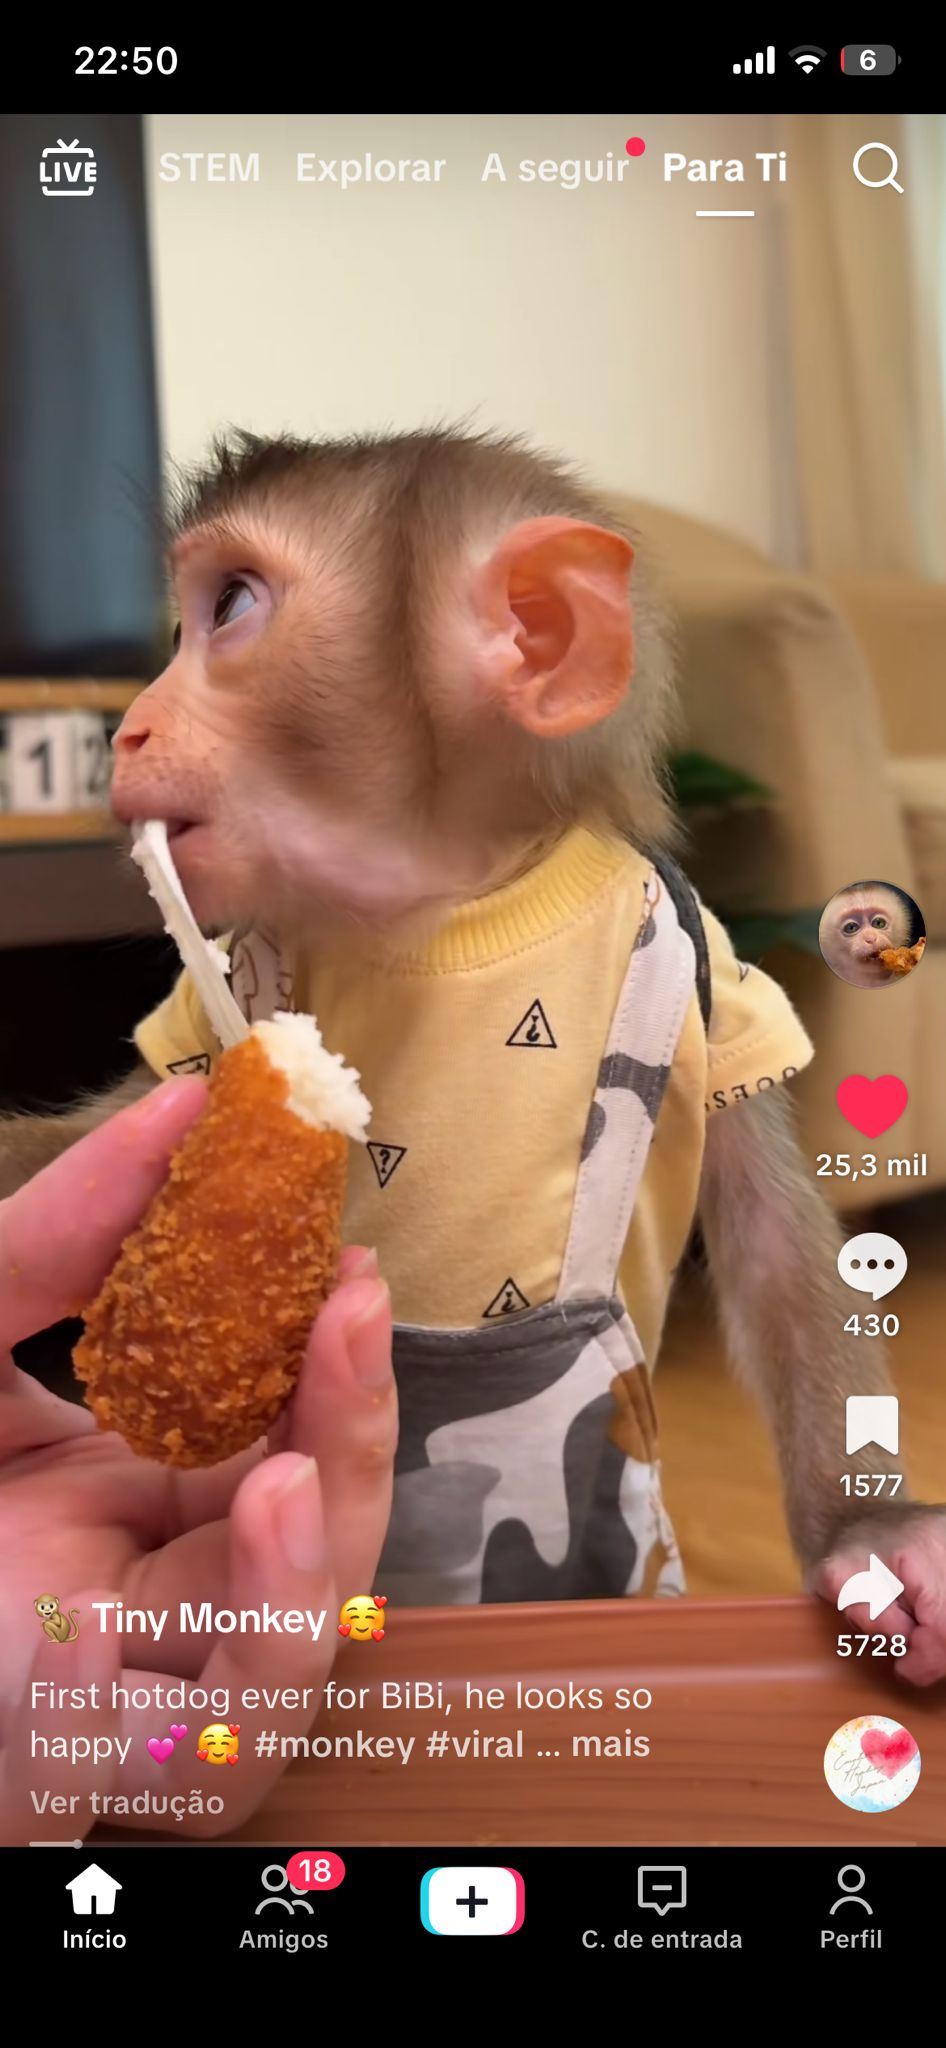 22:50
6
LIVE
STEM Explorar A seguir Para Ti
12
GOES
25,3 mil
430
1577
5728
🐒 Tiny Monkey 🥰
First hotdog ever for BiBi, he looks so
happy 💕 🥰 #monkey #viral ... mais
Ver tradução
18
Início Amigos C. de entrada Perfil